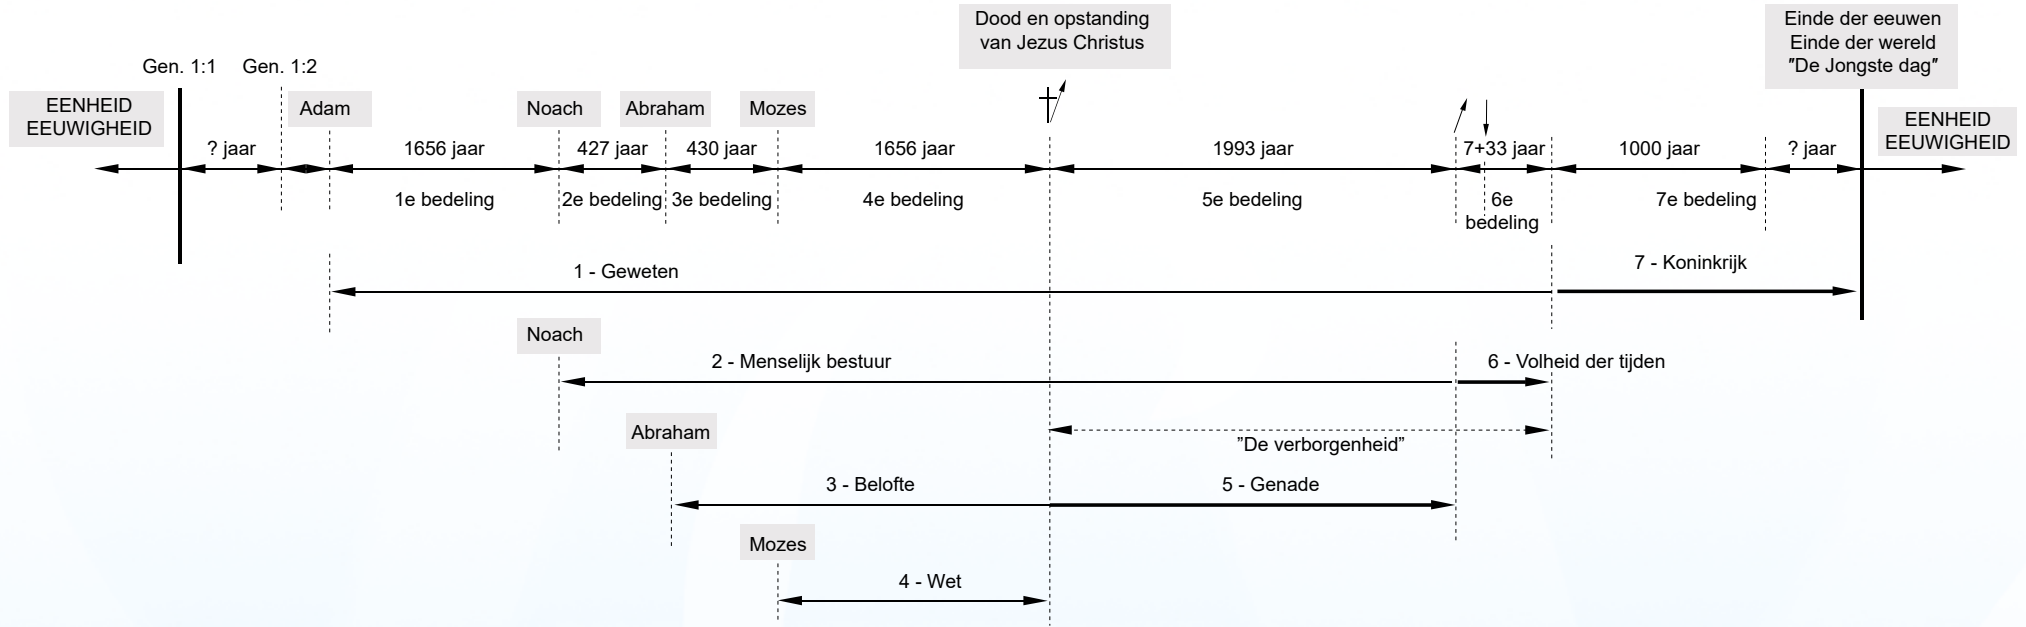 Dood en opstanding
van Jezus Christus
Einde der eeuwen
Einde der wereld
"De Jongste dag"
Gen. 1:1
Gen. 1:2
EENHEID
EEUWIGHEID
Adam
Noach
Abraham
Mozes
EENHEID
EEUWIGHEID
? jaar
1656 jaar
427 jaar
430 jaar
1656 jaar
1993 jaar
7+33 jaar
1000 jaar
? jaar
1e bedeling
2e bedeling
3e bedeling
4e bedeling
5e bedeling
6e
bedeling
7e bedeling
1 - Geweten
7 - Koninkrijk
Noach
2 - Menselijk bestuur
6 - Volheid der tijden
Abraham
"De verborgenheid"
3 - Belofte
5 - Genade
Mozes
4 - Wet